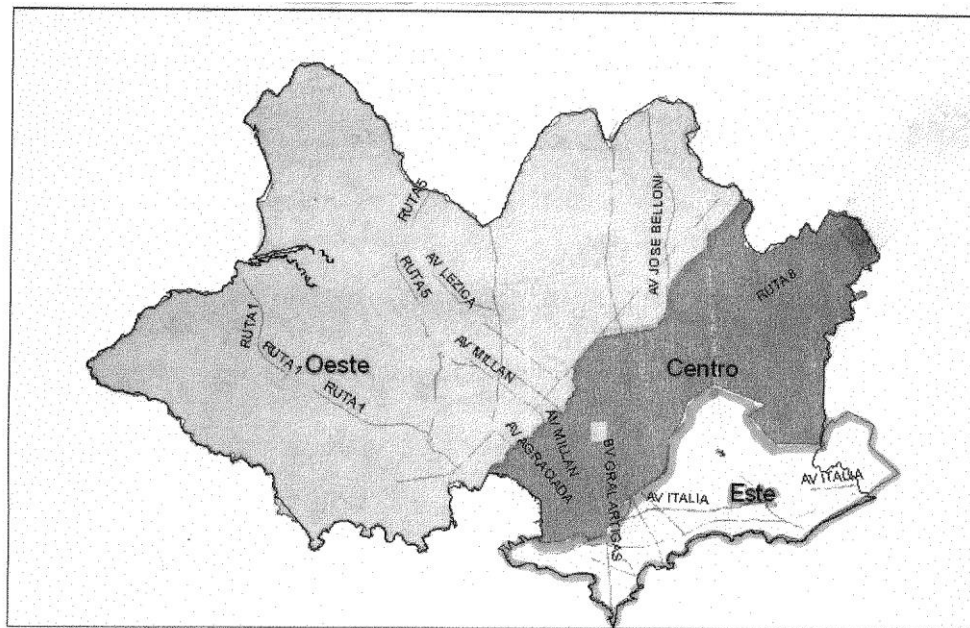 RUTA 5
AV JOSE BELLONI
AV LEZICA
RUTA 5
RUTA 8
RUTA 1
AV MILLAN
RUTA 1
Oeste
Centro
RUTA 1
AV MILLAN
AV AGRACIADA
BV GRAL ARTIGAS
AV ITALIA
Este
AV ITALIA